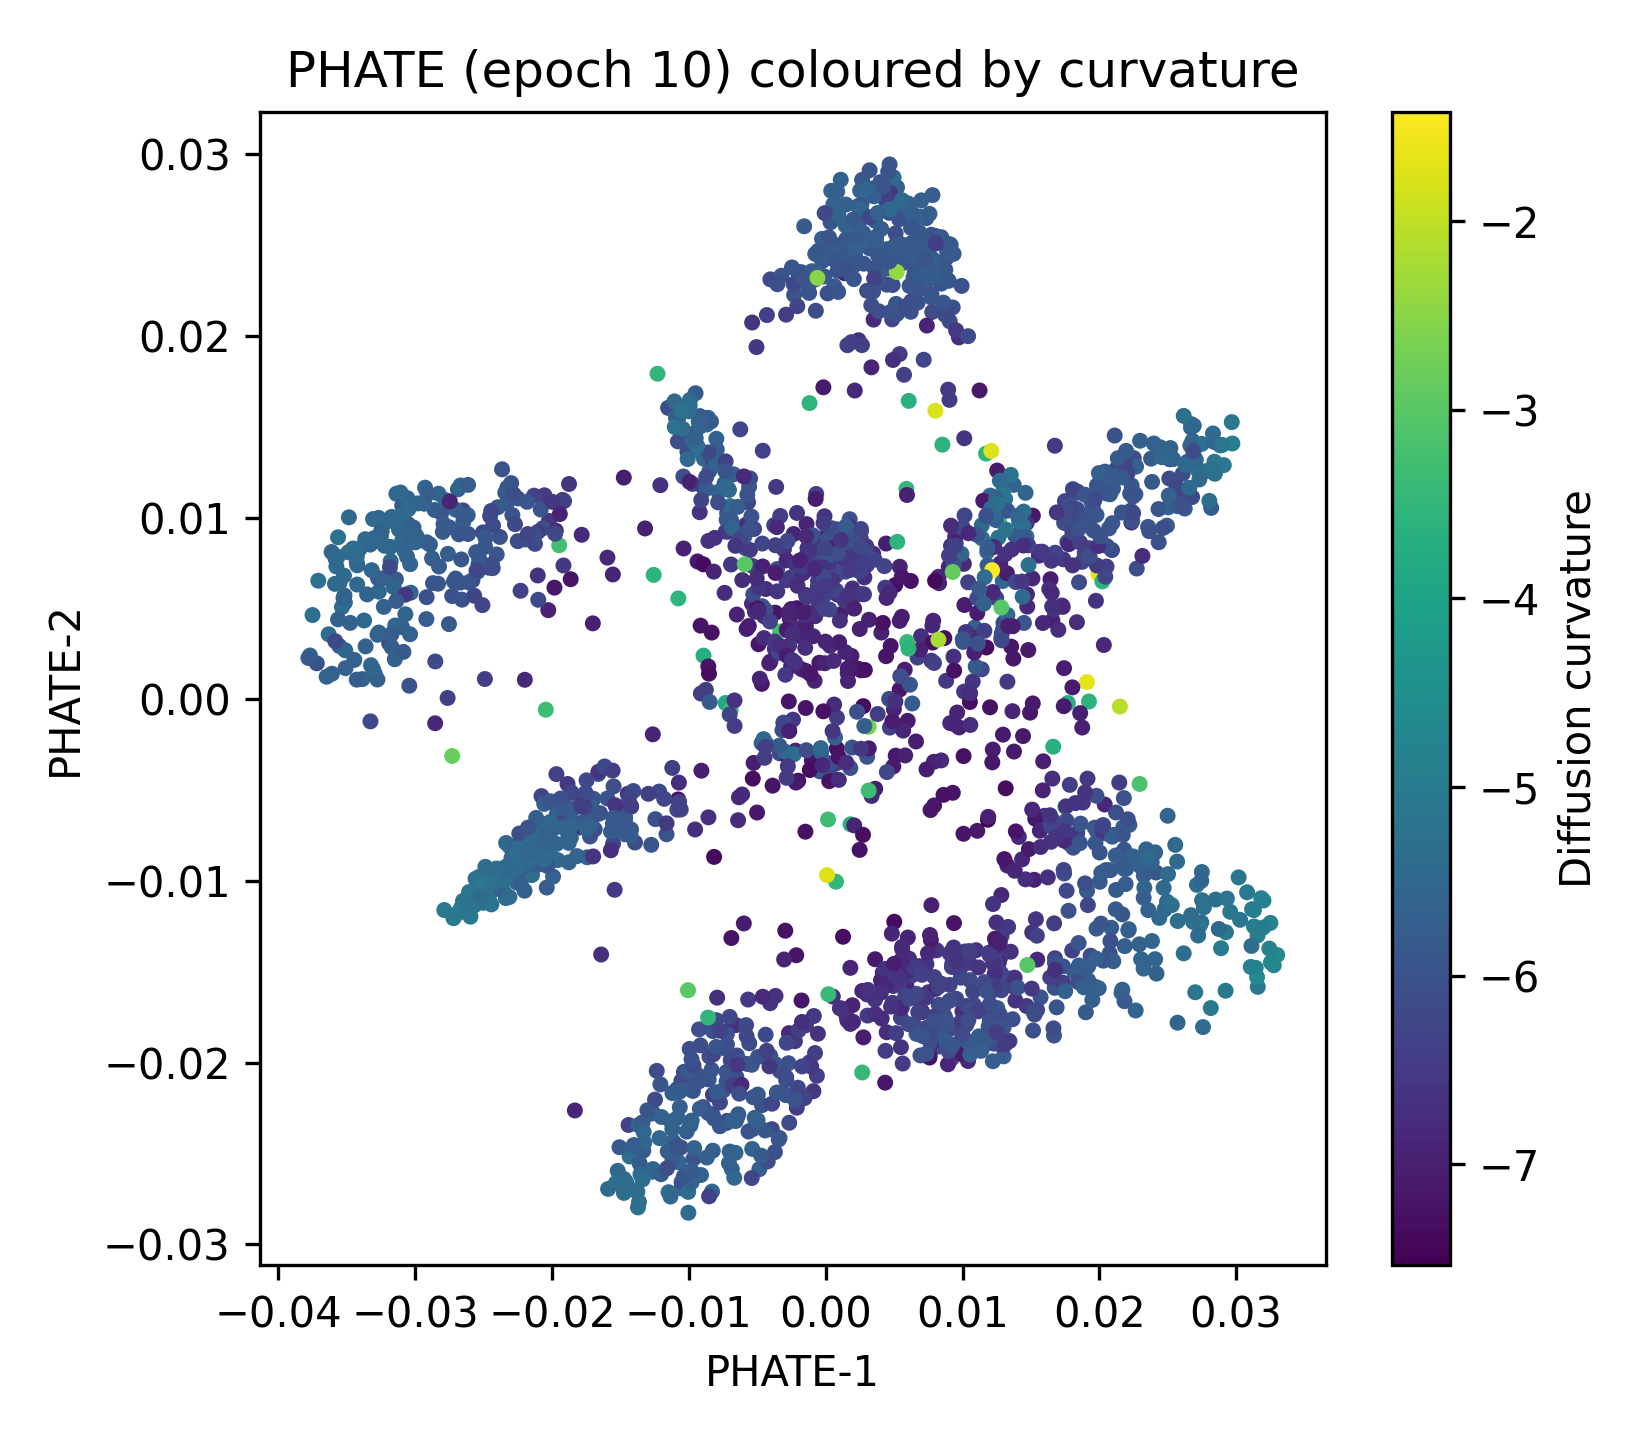 PHATE (epoch 10) coloured by curvature
0.03
0.02
0.01
0.00
−0.01
−0.02
−0.03
PHATE-2
−0.04 −0.03 −0.02 −0.01 0.00 0.01 0.02 0.03
PHATE-1
−2
−3
−4
−5
−6
−7
Diffusion curvature